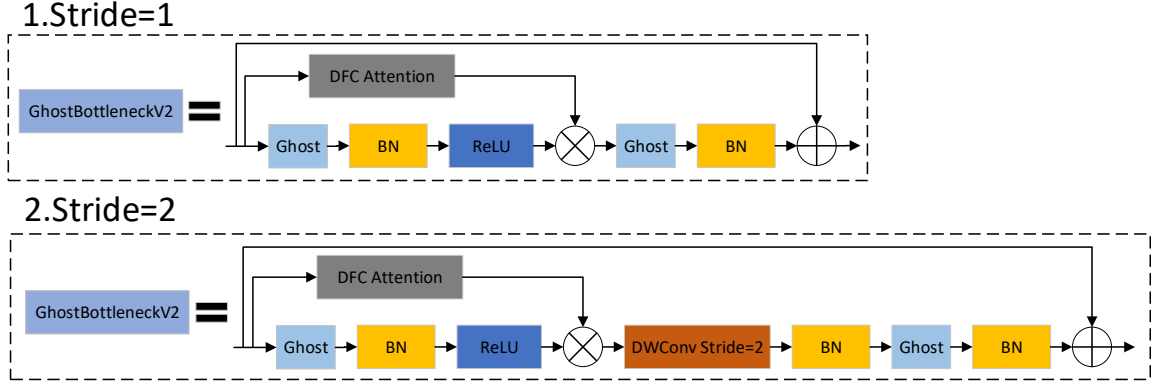 1.Stride=1
DFC Attention
GhostBottleneckV2
Ghost BN ReLU Ghost BN
2.Stride=2
DFC Attention
GhostBottleneckV2
Ghost BN ReLU DWConv Stride=2 BN Ghost BN